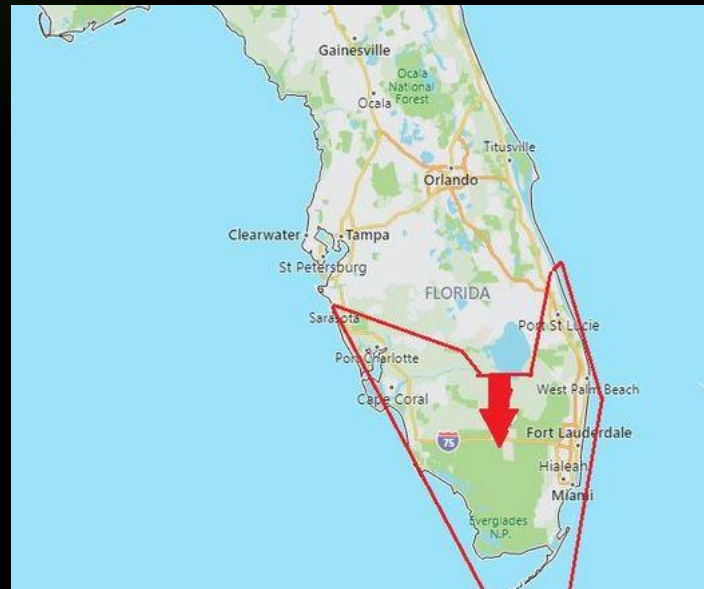 Gainesville
Ocala
National
Forest
Ocala
Titusville
Orlando
Clearwater
Tampa
St Petersburg
FLORIDA
Sarasota
Port St Lucie
Port Charlotte
West Palm Beach
Cape Coral
Fort Lauderdale
75
Hialeah
Miami
Everglades
N.P.